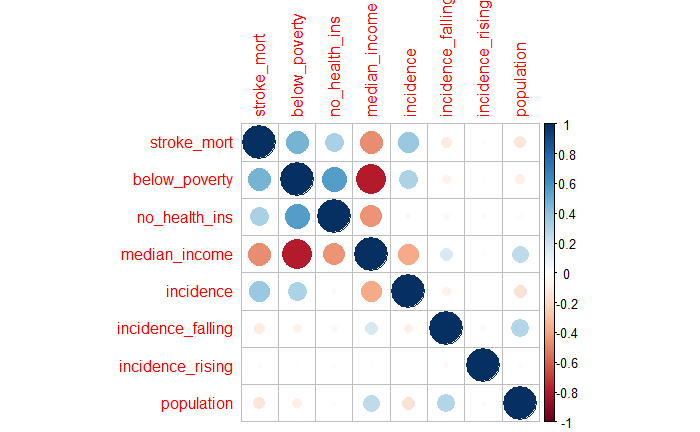 stroke_mort
below_poverty
no_health_ins
median_income
incidence
incidence_falling
incidence_rising
population
stroke_mort
below_poverty
no_health_ins
median_income
incidence
incidence_falling
incidence_rising
population
1
0.8
0.6
0.4
0.2
0
-0.2
-0.4
-0.6
-0.8
-1